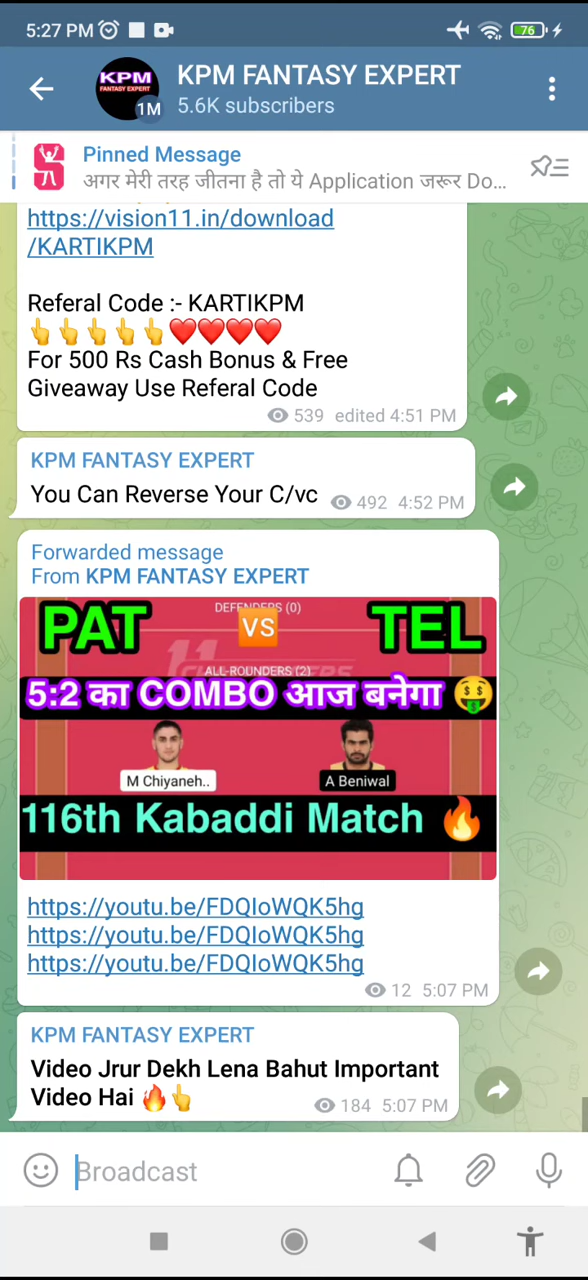 5:27 PM
76
KPM
FANTASY EXPERT
1M
KPM FANTASY EXPERT
5.6K subscribers
Pinned Message
अगर मेरी तरह जीतना है तो ये Application जरूर Do...
https://vision11.in/download
/KARTIKPM
Referal Code :- KARTIKPM
👆👆👆👆👆❤️❤️❤️❤️
For 500 Rs Cash Bonus & Free
Giveaway Use Referal Code
539 edited 4:51 PM
KPM FANTASY EXPERT
You Can Reverse Your C/vc 492 4:52 PM
Forwarded message
From KPM FANTASY EXPERT
DEFENDERS (0)
PAT VS TEL
ALL-ROUNDERS (2)
5:2 का COMBO आज बनेगा 🤑
M Chiyaneh.. A Beniwal
116th Kabaddi Match 🔥
https://youtu.be/FDQIoWQK5hg
https://youtu.be/FDQIoWQK5hg
https://youtu.be/FDQIoWQK5hg
12 5:07 PM
KPM FANTASY EXPERT
Video Jrur Dekh Lena Bahut Important
Video Hai 🔥👆 184 5:07 PM
Broadcast